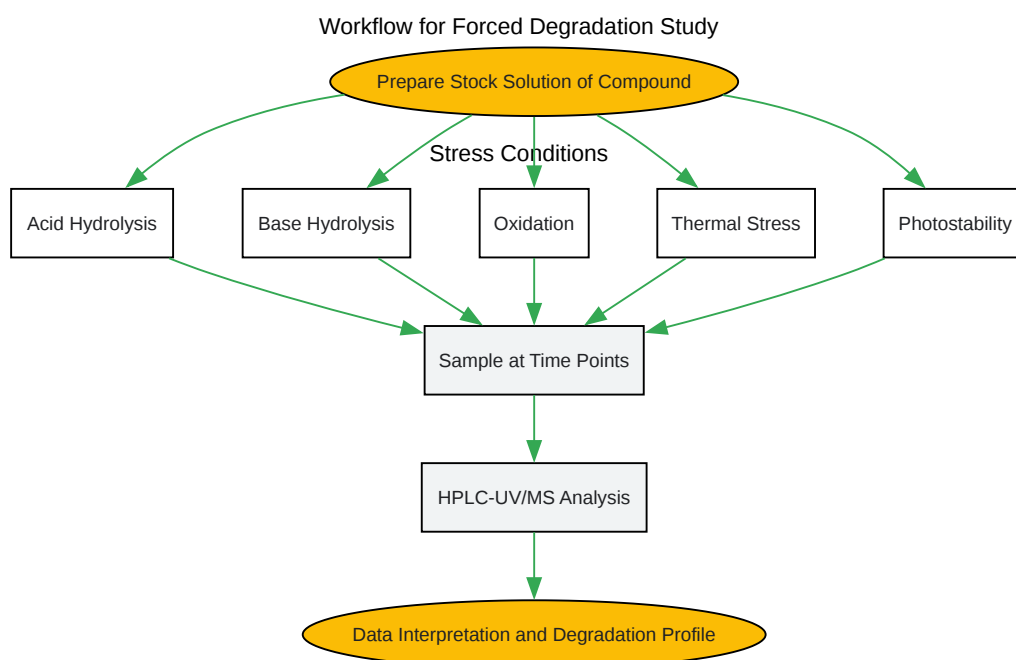 Workflow for Forced Degradation Study
Prepare Stock Solution of Compound
Stress Conditions
Acid Hydrolysis
Base Hydrolysis
Oxidation
Thermal Stress
Photostability
Sample at Time Points
HPLC-UV/MS Analysis
Data Interpretation and Degradation Profile